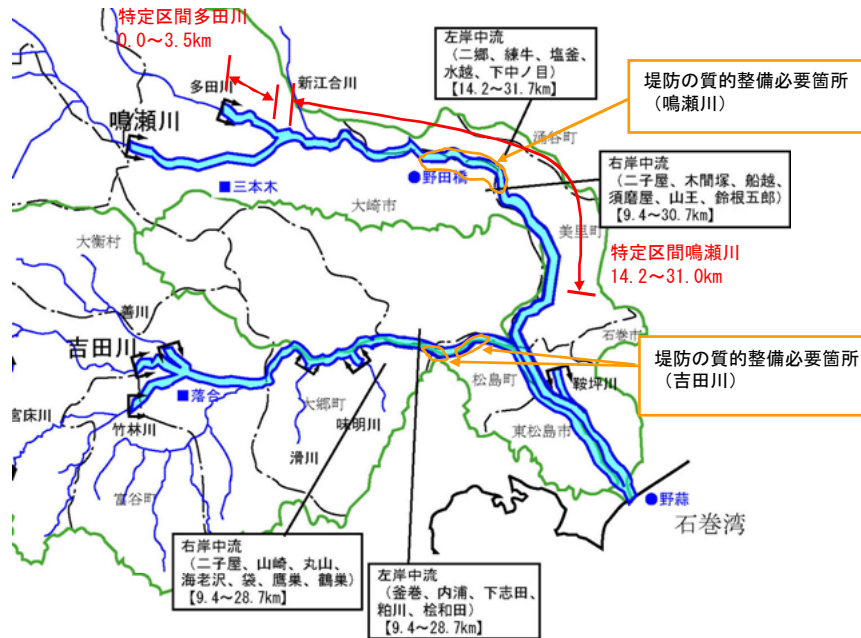 特定区間多田川
0.0～3.5km
左岸中流
（二郷、練牛、塩釜、
水越、下中ノ目）
【14.2～31.7km】
堤防の質的整備必要箇所
（鳴瀬川）
多田川
新江合川
鳴瀬川
涌谷町
■三本木
●野田橋
右岸中流
（二子屋、木間塚、船越、
須磨屋、山王、鈴根五郎）
【9.4～30.7km】
大崎市
大衡村
美里町
特定区間鳴瀬川
14.2～31.0km
善川
吉田川
石巻市
堤防の質的整備必要箇所
（吉田川）
■落合
松島町
鞍坪川
大郷町
味明川
宮床川
竹林川
東松島市
滑川
富谷町
●野蒜
石巻湾
右岸中流
（二子屋、山崎、丸山、
海老沢、袋、鷹巣、鶴巣）
【9.4～28.7km】
左岸中流
（釜巻、内浦、下志田、
粕川、桧和田）
【9.4～28.7km】